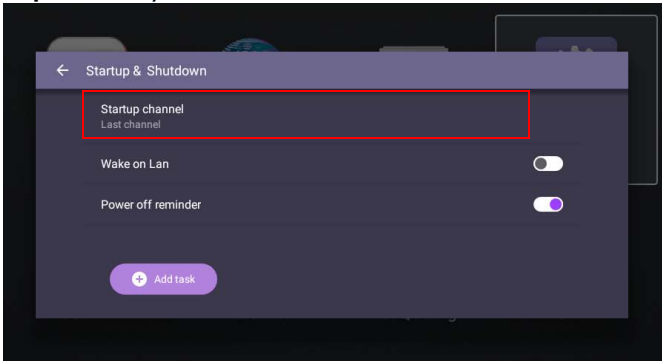 Startup & Shutdown
Startup channel
Last channel
Wake on Lan
Power off reminder
Add task